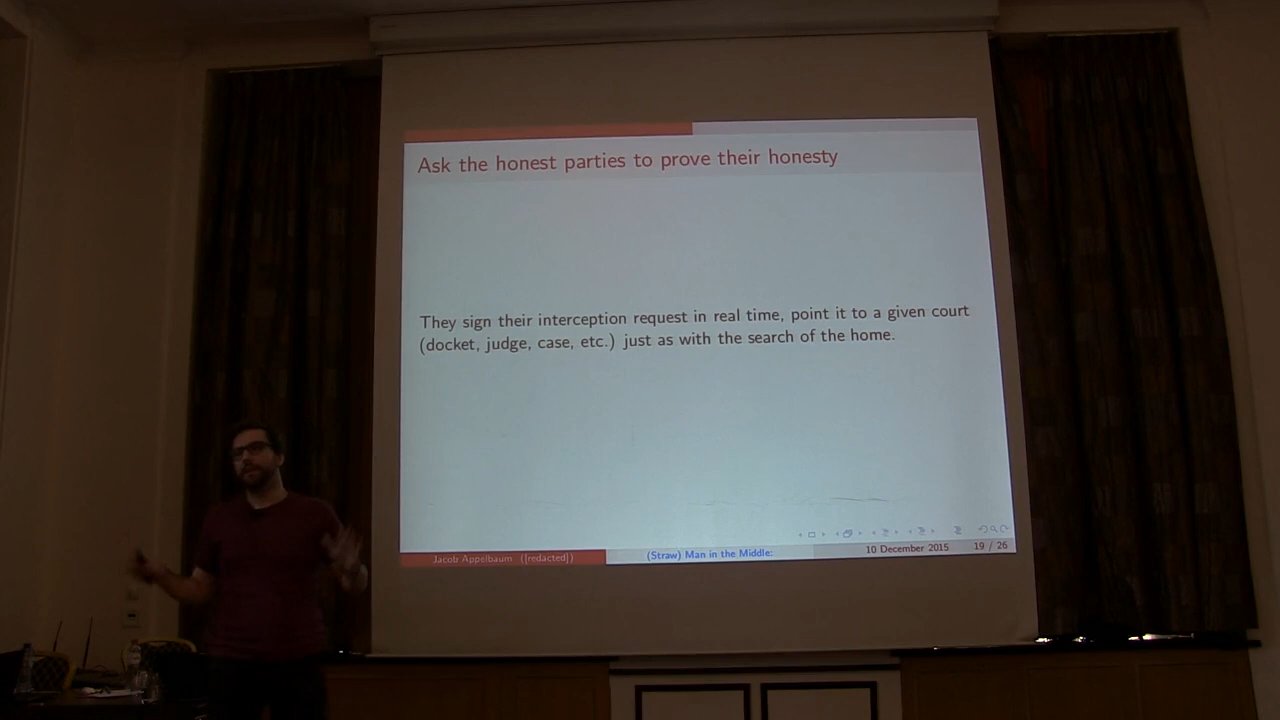 Ask the honest parties to prove their honesty
They sign their interception request in real time, point it to a given court
(docket, judge, case, etc.) just as with the search of the home.
Jacob Appelbaum ([redacted])
(Straw) Man in the Middle:
10 December 2015
19 / 26